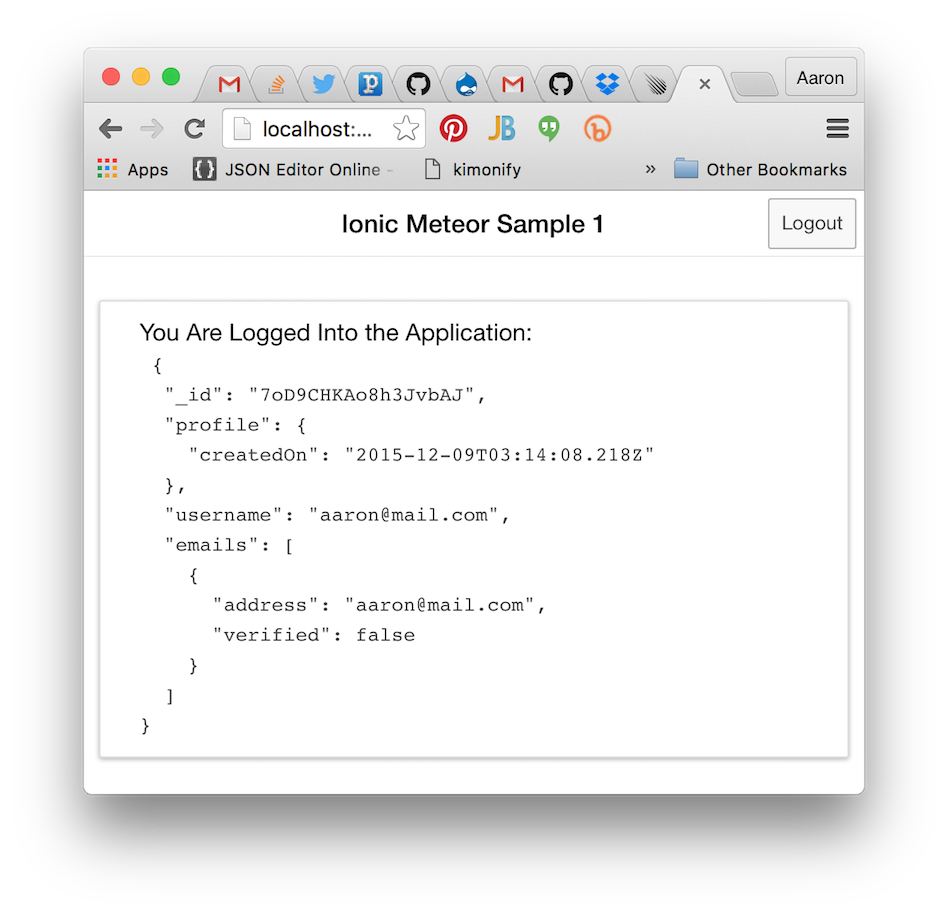 Aaron
localhost:...
JB
Apps
JSON Editor Online -
kimonify
»
Other Bookmarks
Ionic Meteor Sample 1
Logout
You Are Logged Into the Application:
{
"_id": "7oD9CHKAo8h3JvbAJ",
"profile": {
"createdOn": "2015-12-09T03:14:08.218Z"
},
"username": "aaron@mail.com",
"emails": [
{
"address": "aaron@mail.com",
"verified": false
}
]
}